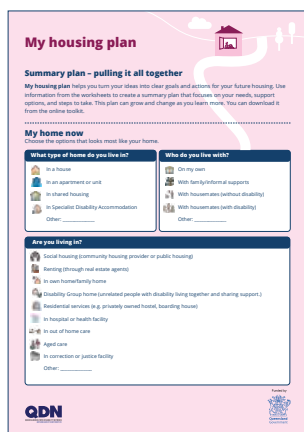 My housing plan
Summary plan – pulling it all together
My housing plan helps you turn your ideas into clear goals and actions for your future housing. Use
information from the worksheets to create a summary plan that focuses on your needs, support
options, and steps to take. This plan can grow and change as you learn more. You can download it
from the online toolkit.
My home now
Choose the options that looks most like your home.
What type of home do you live in?
In a house
In an apartment or unit
In shared housing
In Specialist Disability Accommodation
Other: ____________
Who do you live with?
On my own
With family/informal supports
With housemates (without disability)
With housemates (with disability)
Other: ____________
Are you living in?
Social housing (community housing provider or public housing)
Renting (through real estate agents)
In own home/family home
Disability Group home (unrelated people with disability living together and sharing support.)
Residential services (e.g. privately owned hostel, boarding house)
In hospital or health facility
In out of home care
Aged care
In correction or justice facility
Other: ____________
QDN
Funded by
Queensland
Government